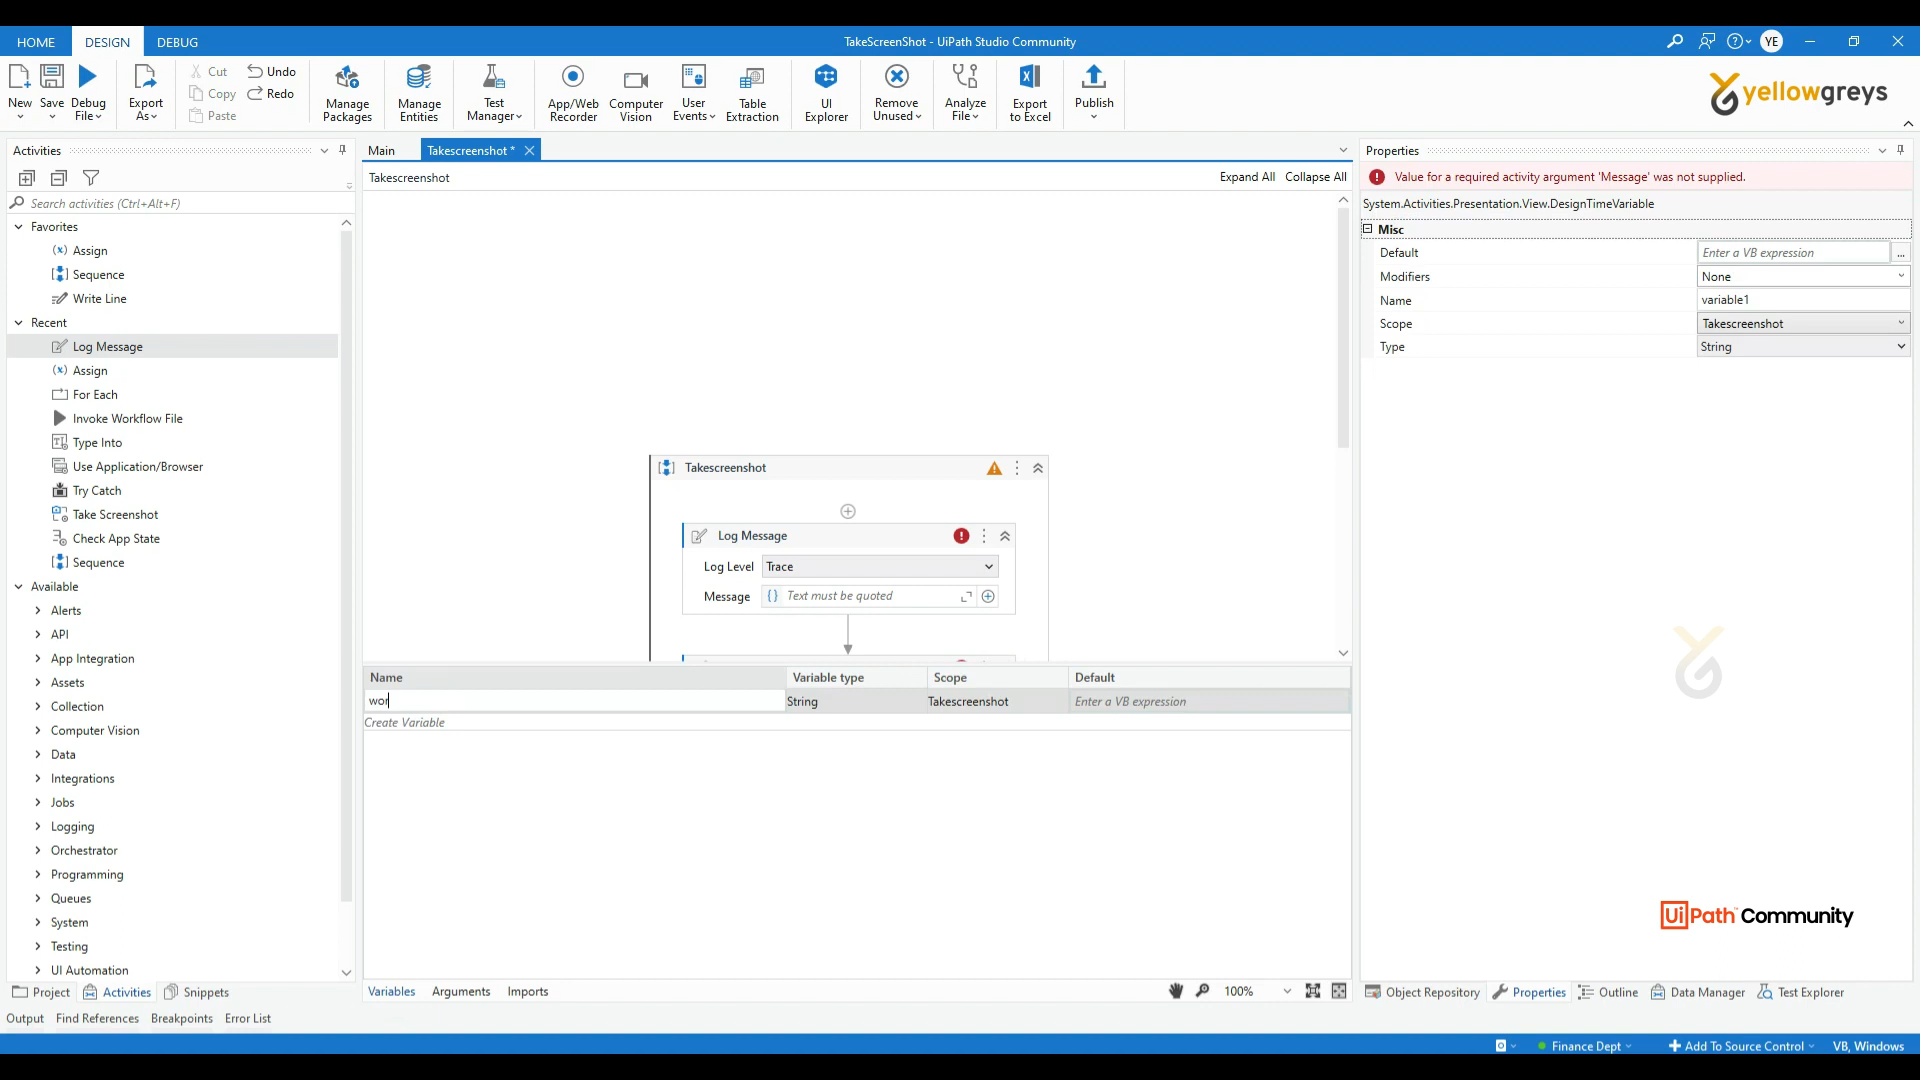 HOME DESIGN DEBUG TakeScreenShot - UiPath Studio Community YE
New Save Debug File Export As Cut Copy Paste Undo Redo Manage Packages Manage Entities Test Manager App/Web Recorder Computer Vision User Events Table Extraction UI Explorer Remove Unused Analyze File Export to Excel Publish
yellowgreys
Activities
Search activities (Ctrl+Alt+F)
Favorites
Assign
Sequence
Write Line
Recent
Log Message
Assign
For Each
Invoke Workflow File
Type Into
Use Application/Browser
Try Catch
Take Screenshot
Check App State
Sequence
Available
Alerts
API
App Integration
Assets
Collection
Computer Vision
Data
Integrations
Jobs
Logging
Orchestrator
Programming
Queues
System
Testing
UI Automation
Project Activities Snippets
Main Takescreenshot *
Takescreenshot Expand All Collapse All
Takescreenshot
Log Message
Log Level Trace
Message Text must be quoted
Name Variable type Scope Default
wor String Takescreenshot Enter a VB expression
Create Variable
Variables Arguments Imports 100%
Properties
Value for a required activity argument 'Message' was not supplied.
System.Activities.Presentation.View.DesignTimeVariable
Misc
Default Enter a VB expression ...
Modifiers None
Name variable1
Scope Takescreenshot
Type String
UiPath Community
Object Repository Properties Outline Data Manager Test Explorer
Output Find References Breakpoints Error List
Finance Dept Add To Source Control VB, Windows